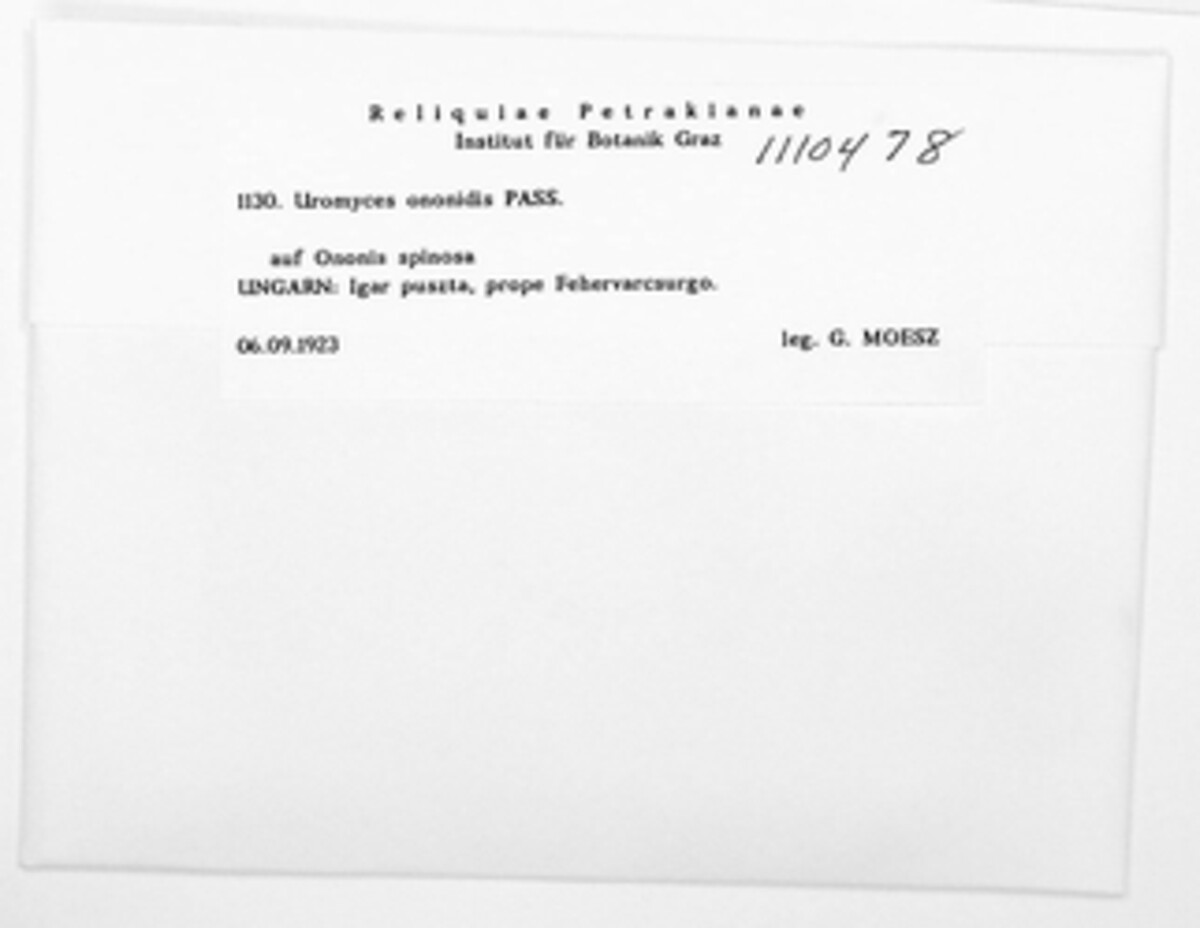 Reliquiae Petrakianae
Institut für Botanik Graz
1110478
1130. Uromyces ononidis PASS.
auf Ononis spinosa
UNGARN: Igar puszta, prope Fehervarcsurgo.
06.09.1923
leg. G. MOESZ